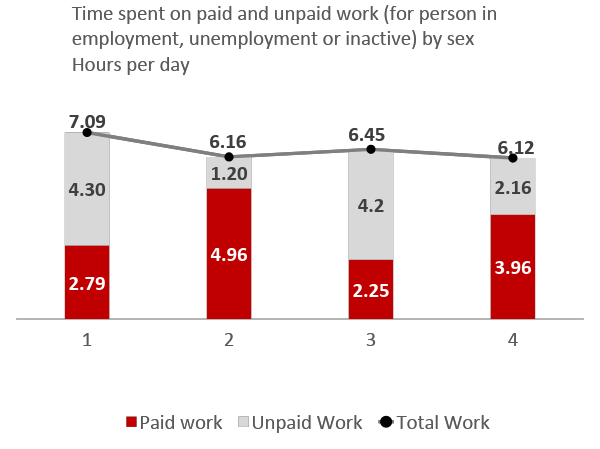 Time spent on paid and unpaid work (for person in
employment, unemployment or inactive) by sex
Hours per day
7.09
6.16
6.45
6.12
4.30
1.20
4.2
2.16
2.79
4.96
2.25
3.96
1
2
3
4
Paid work
Unpaid Work
Total Work